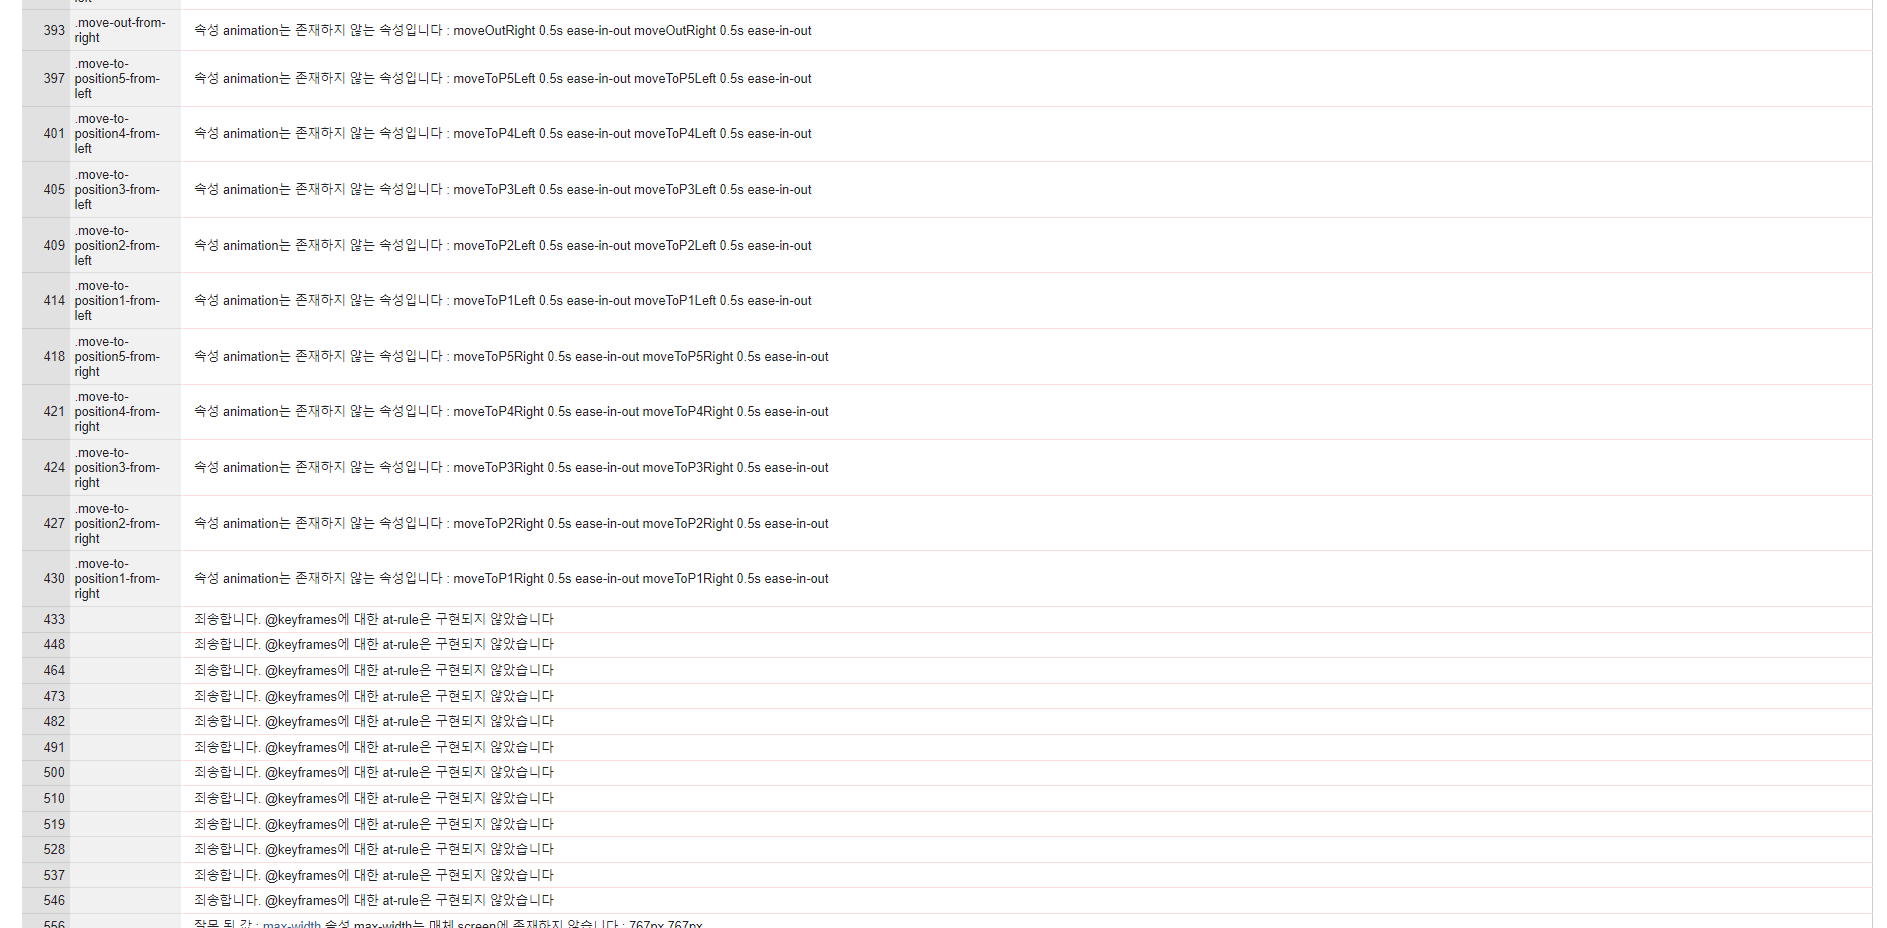 left
393 .move-out-from-right 속성 animation는 존재하지 않는 속성입니다 : moveOutRight 0.5s ease-in-out moveOutRight 0.5s ease-in-out
397 .move-to-position5-from-left 속성 animation는 존재하지 않는 속성입니다 : moveToP5Left 0.5s ease-in-out moveToP5Left 0.5s ease-in-out
401 .move-to-position4-from-left 속성 animation는 존재하지 않는 속성입니다 : moveToP4Left 0.5s ease-in-out moveToP4Left 0.5s ease-in-out
405 .move-to-position3-from-left 속성 animation는 존재하지 않는 속성입니다 : moveToP3Left 0.5s ease-in-out moveToP3Left 0.5s ease-in-out
409 .move-to-position2-from-left 속성 animation는 존재하지 않는 속성입니다 : moveToP2Left 0.5s ease-in-out moveToP2Left 0.5s ease-in-out
414 .move-to-position1-from-left 속성 animation는 존재하지 않는 속성입니다 : moveToP1Left 0.5s ease-in-out moveToP1Left 0.5s ease-in-out
418 .move-to-position5-from-right 속성 animation는 존재하지 않는 속성입니다 : moveToP5Right 0.5s ease-in-out moveToP5Right 0.5s ease-in-out
421 .move-to-position4-from-right 속성 animation는 존재하지 않는 속성입니다 : moveToP4Right 0.5s ease-in-out moveToP4Right 0.5s ease-in-out
424 .move-to-position3-from-right 속성 animation는 존재하지 않는 속성입니다 : moveToP3Right 0.5s ease-in-out moveToP3Right 0.5s ease-in-out
427 .move-to-position2-from-right 속성 animation는 존재하지 않는 속성입니다 : moveToP2Right 0.5s ease-in-out moveToP2Right 0.5s ease-in-out
430 .move-to-position1-from-right 속성 animation는 존재하지 않는 속성입니다 : moveToP1Right 0.5s ease-in-out moveToP1Right 0.5s ease-in-out
433 죄송합니다. @keyframes에 대한 at-rule은 구현되지 않았습니다
448 죄송합니다. @keyframes에 대한 at-rule은 구현되지 않았습니다
464 죄송합니다. @keyframes에 대한 at-rule은 구현되지 않았습니다
473 죄송합니다. @keyframes에 대한 at-rule은 구현되지 않았습니다
482 죄송합니다. @keyframes에 대한 at-rule은 구현되지 않았습니다
491 죄송합니다. @keyframes에 대한 at-rule은 구현되지 않았습니다
500 죄송합니다. @keyframes에 대한 at-rule은 구현되지 않았습니다
510 죄송합니다. @keyframes에 대한 at-rule은 구현되지 않았습니다
519 죄송합니다. @keyframes에 대한 at-rule은 구현되지 않았습니다
528 죄송합니다. @keyframes에 대한 at-rule은 구현되지 않았습니다
537 죄송합니다. @keyframes에 대한 at-rule은 구현되지 않았습니다
546 죄송합니다. @keyframes에 대한 at-rule은 구현되지 않았습니다
556 잘못 된 값 : max-width 속성 max-width는 매체 screen에 존재하지 않습니다 : 767px 767px